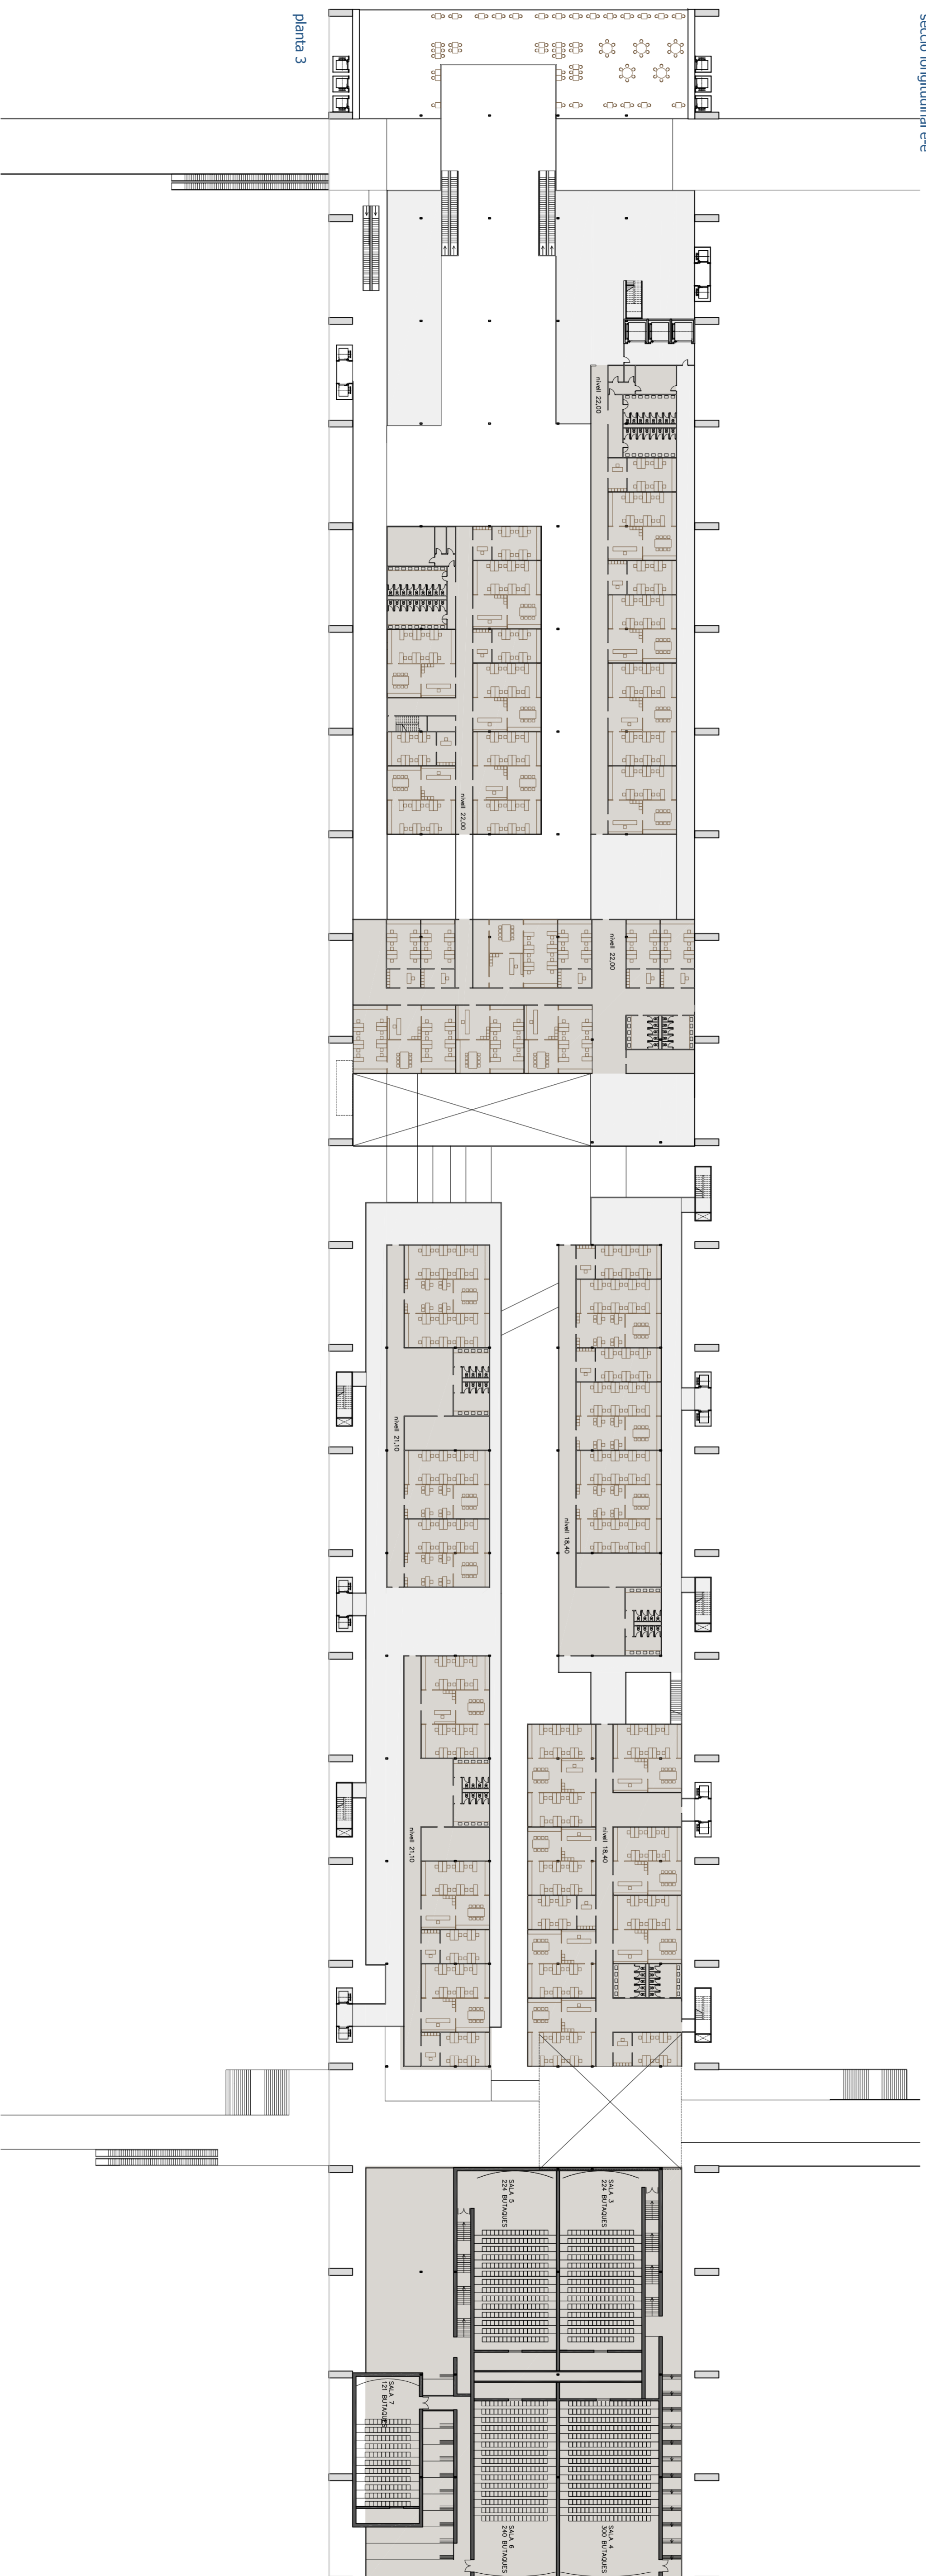 secció longitudinal e-e
planta 3
nivell 22,00
nivell 22,00
nivell 22,00
nivell 21,10
nivell 18,40
nivell 21,10
nivell 18,40
SALA 5
224 BUTAQUES
SALA 3
224 BUTAQUES
SALA 7
121 BUTAQUES
SALA 6
240 BUTAQUES
SALA 4
300 BUTAQUES